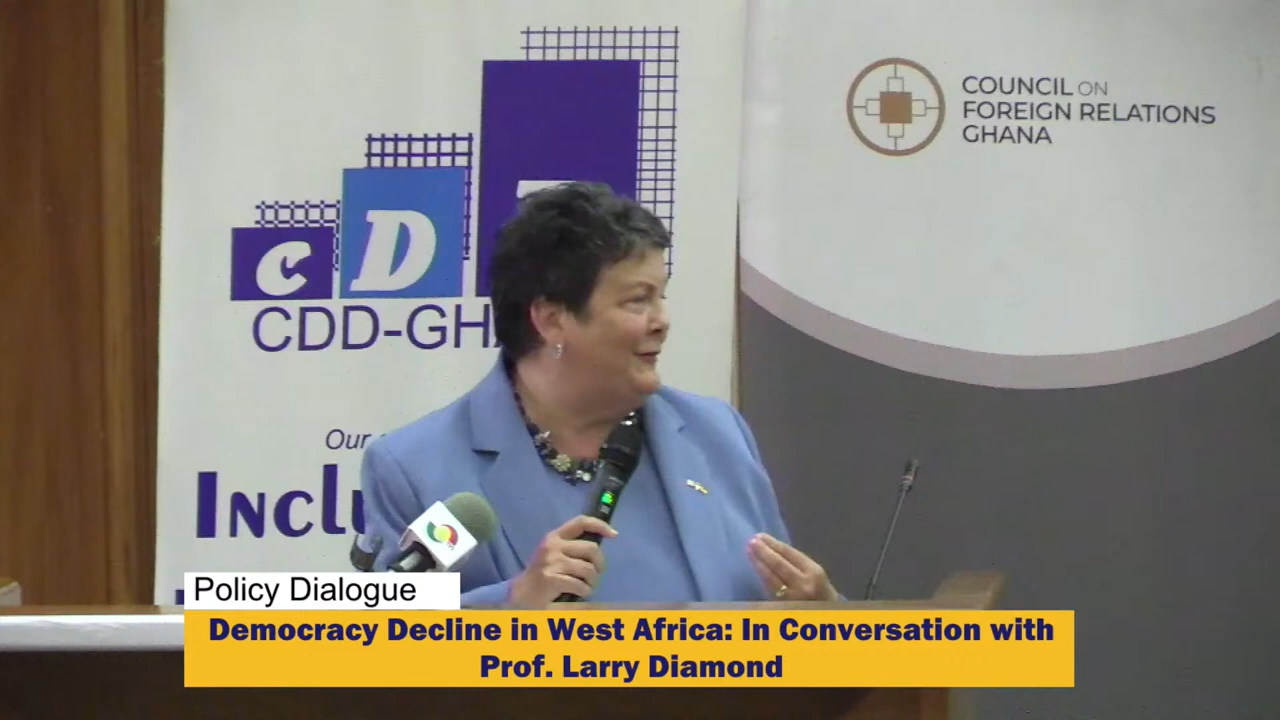 COUNCIL ON
FOREIGN RELATIONS
GHANA
C D
CDD-GH
Our
Inclu
Policy Dialogue
Democracy Decline in West Africa: In Conversation with
Prof. Larry Diamond